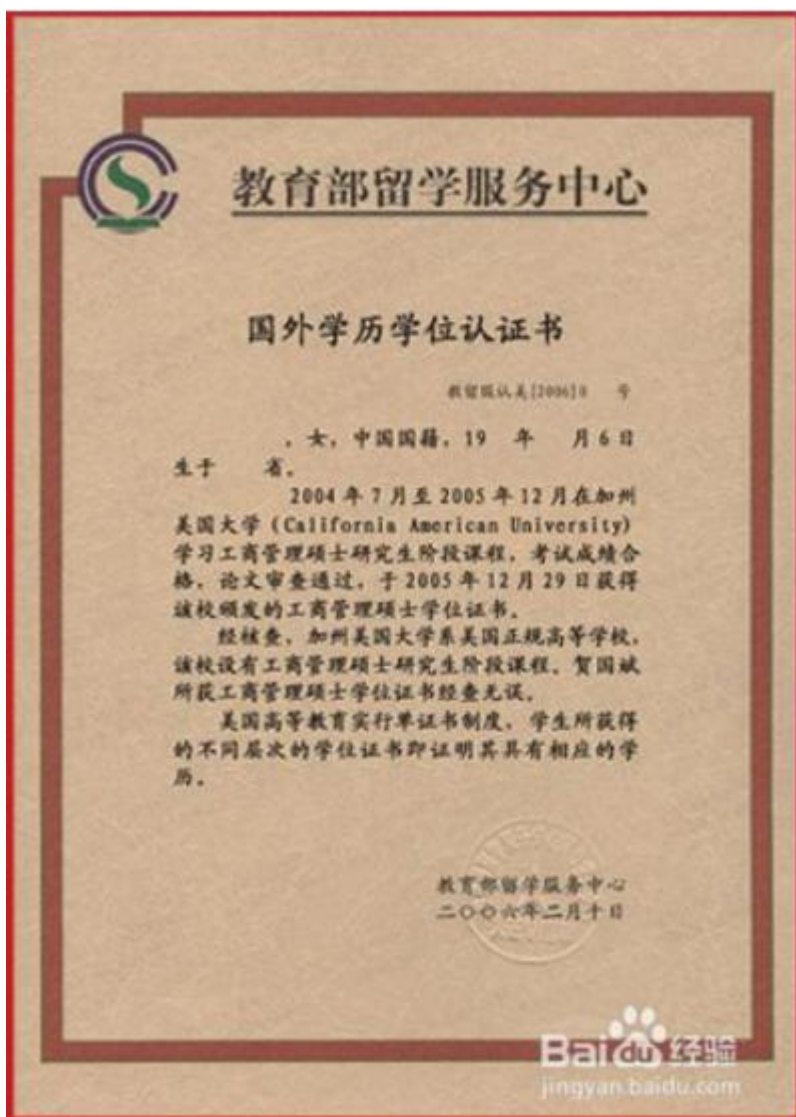 教育部留学服务中心
国外学历学位认证书
教留服认美[2006]0 号
，女，中国国籍，19 年 月6日
生于 省。
2004年7月至2005年12月在加州
美国大学（California American University）
学习工商管理硕士研究生阶段课程，考试成绩合
格，论文审查通过，于2005年12月29日获得
该校颁发的工商管理硕士学位证书。
经核查，加州美国大学系美国正规高等学校，
该校设有工商管理硕士研究生阶段课程。贺国斌
所获工商管理硕士学位证书经查无误。
美国高等教育实行单证书制度，学生所获得
的不同层次的学位证书即证明其具有相应的学
历。
教育部留学服务中心
二〇〇六年二月十日
Baidu 经验
jingyan.baidu.com